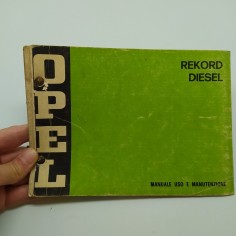 OPEL
REKORD
DIESEL
MANUALE USO E MANUTENZIONE